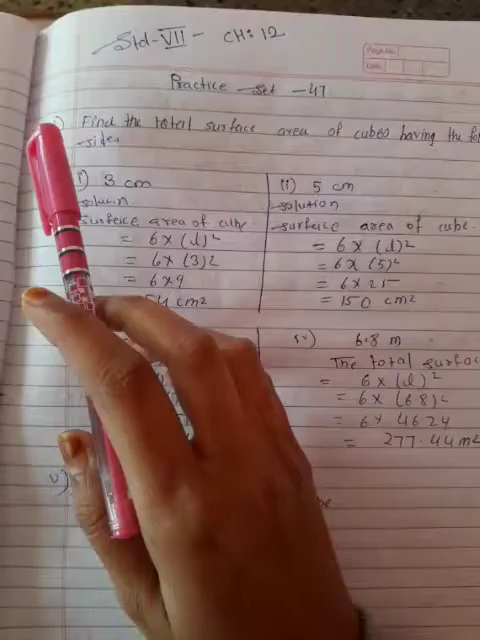 Std-VII - CH: 12
Page No.:
Date
Practice Set -47
Find the total surface area of cubes having the
sides
i) 3 cm
solution
surface area of cube
= 6 x (l)²
= 6 x (3)²
= 6 x 9
54 cm²
(ii) 5 cm
solution
surface area of cube.
= 6 x (l)²
= 6 x (5)²
= 6 x 25
= 150 cm²
iv) 6.8 m
The total
= 6 x (l)²
= 6 x (6.8)²
= 6 x 46.24
= 277.44 m²
v)